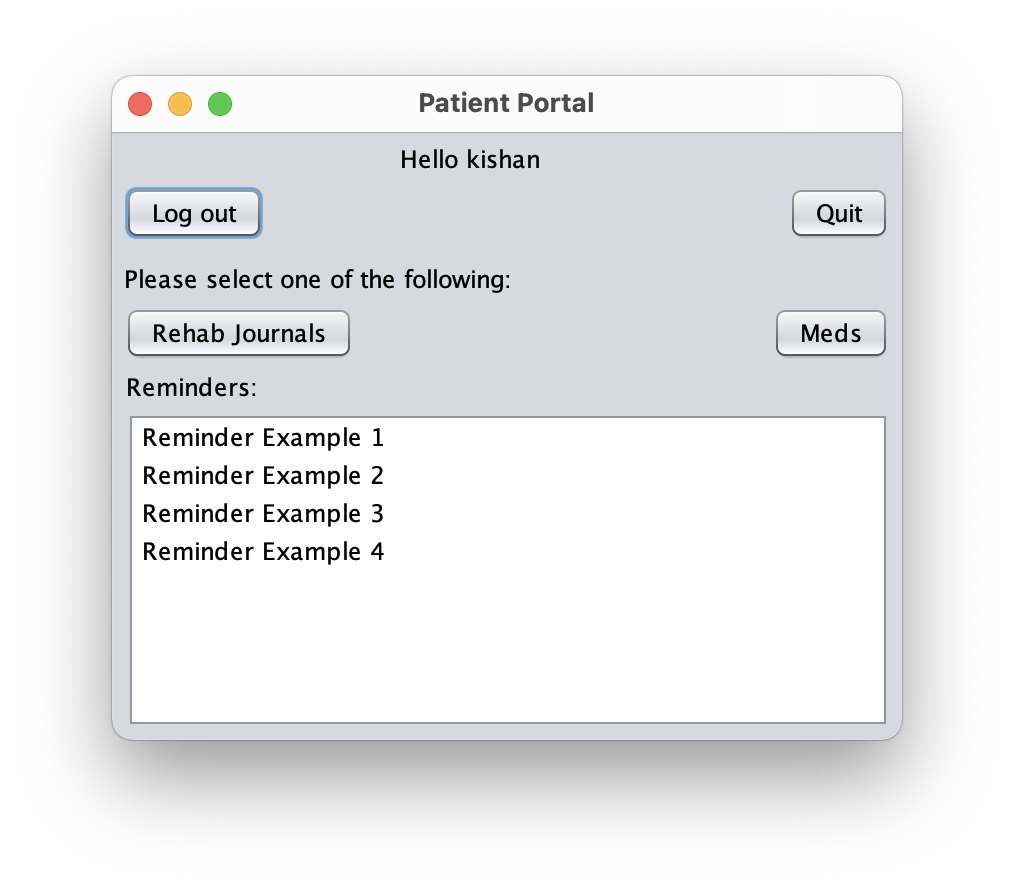 Patient Portal
Hello kishan
Log out
Quit
Please select one of the following:
Rehab Journals
Meds
Reminders:
Reminder Example 1
Reminder Example 2
Reminder Example 3
Reminder Example 4